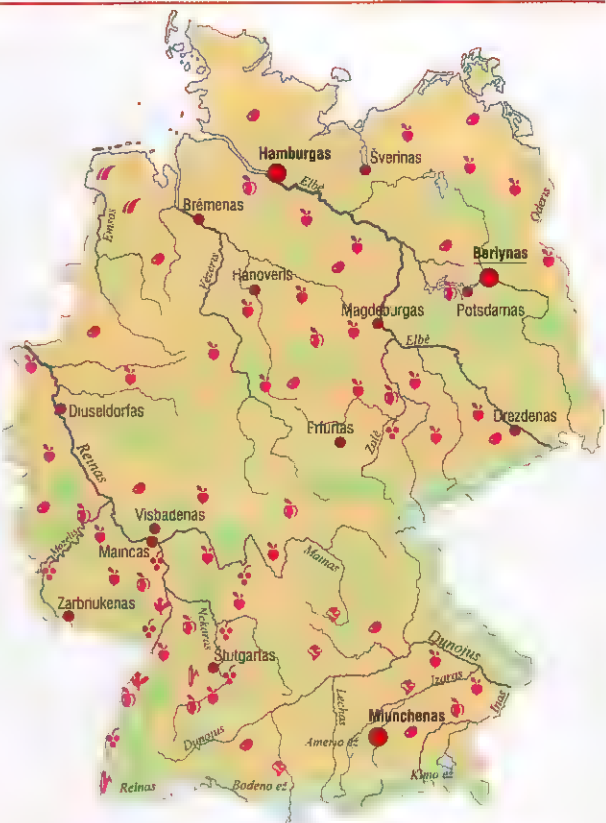 Hamburgas
Šverinas
Elbė
Emsas
Brėmenas
Oderis
Vėzeris
Hanoveris
Berlynas
Magdeburgas
Potsdamas
Elbė
Diuseldorfas
Erfurtas
Zalė
Drezdenas
Reinas
Visbadenas
Mozelis
Maincas
Mainas
Zarbriukenas
Nekaras
Štutgartas
Dunojus
Izaras
Inas
Lechas
Dunojus
Amerio ež
Miunchenas
Kimo ež
Reinas
Bodeno ež